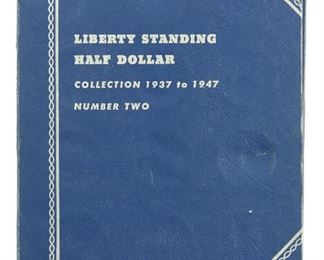 LIBERTY STANDING
HALF DOLLAR
COLLECTION 1937 to 1947
NUMBER TWO